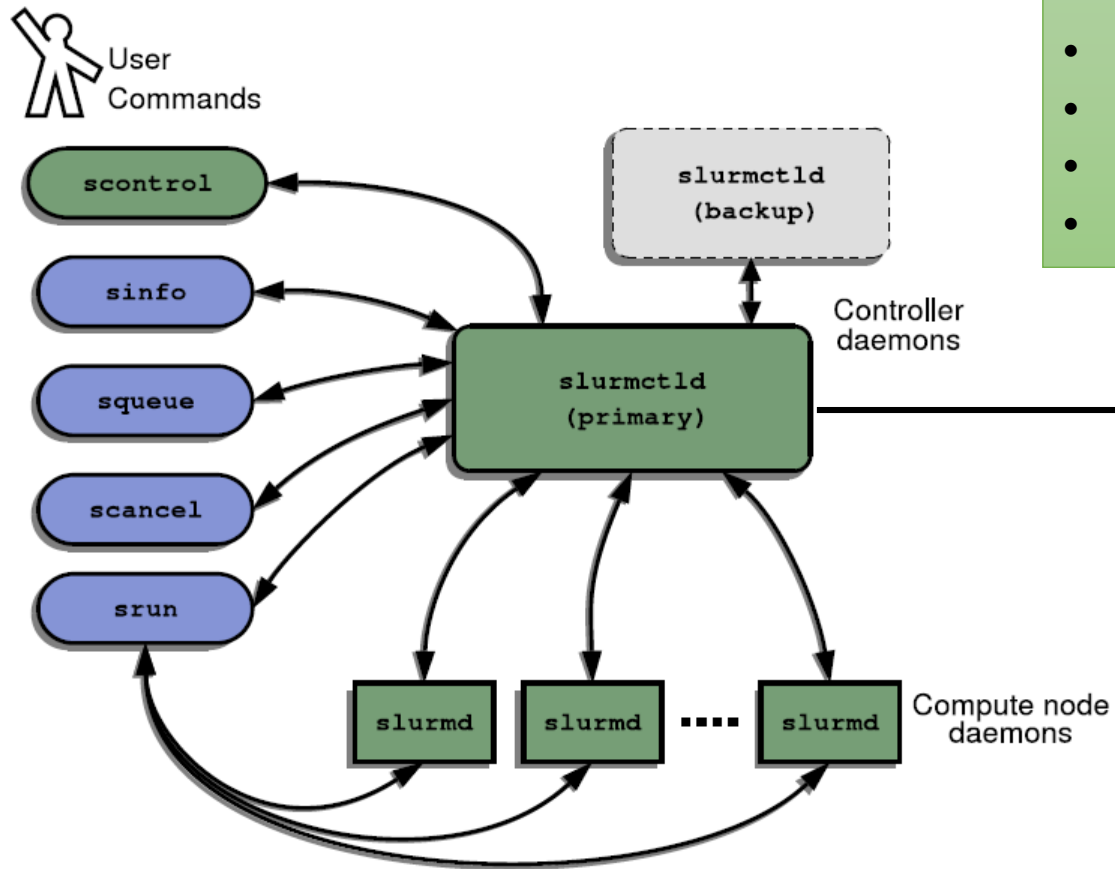 User
Commands
scontrol
sinfo
squeue
scancel
srun
slurmctld
(backup)
Controller
daemons
slurmctld
(primary)
slurmd
slurmd
slurmd
Compute node
daemons
•
•
•
•